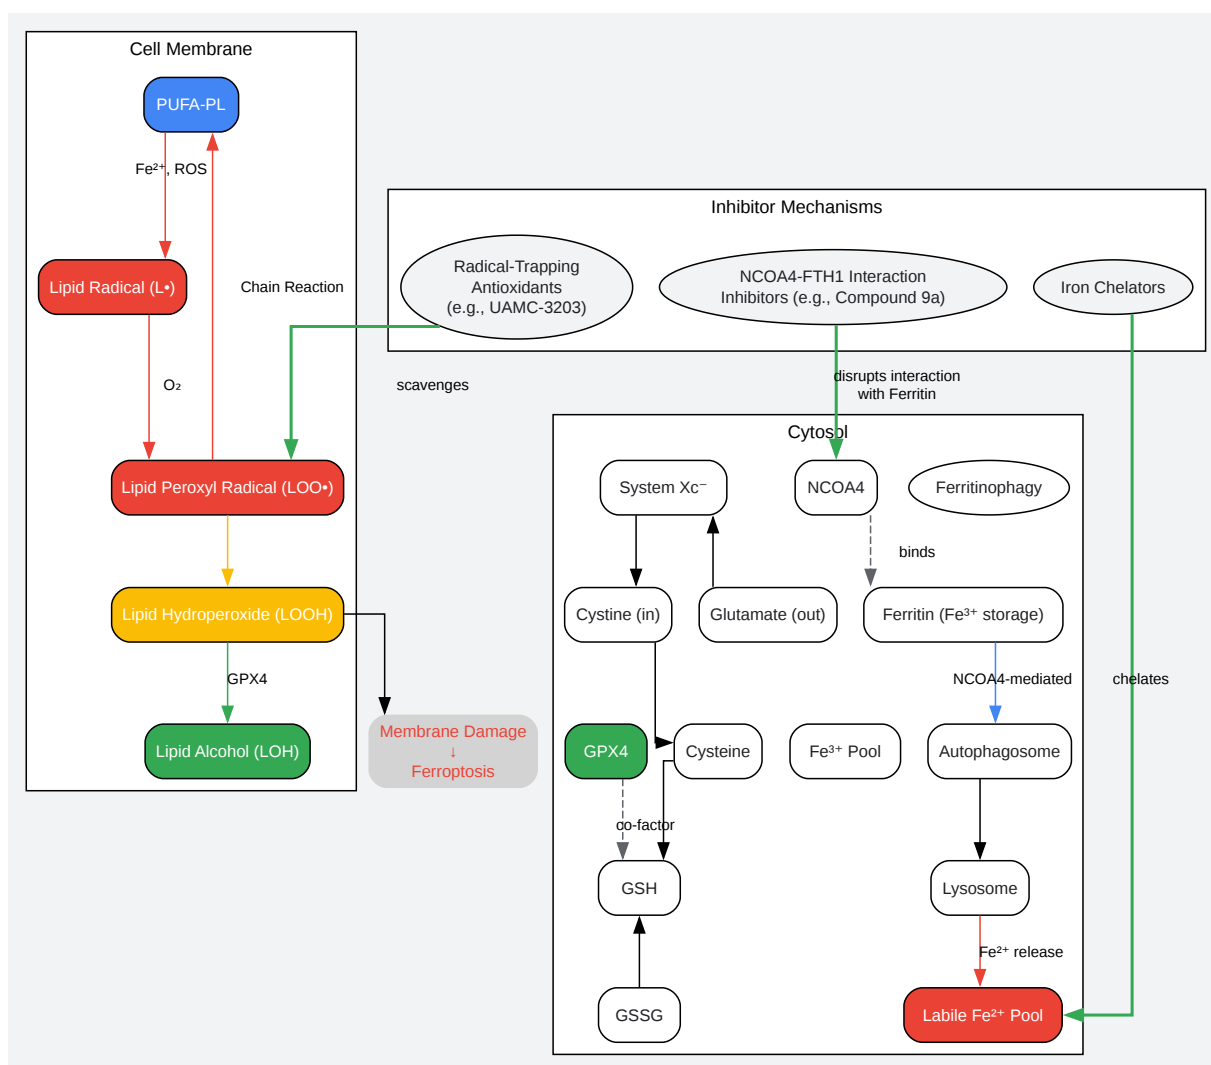 Cell Membrane
PUFA-PL
Fe²⁺, ROS
Lipid Radical (L•)
Chain Reaction
O₂
Lipid Peroxyl Radical (LOO•)
Lipid Hydroperoxide (LOOH)
GPX4
Lipid Alcohol (LOH)
Membrane Damage
↓
Ferroptosis
Inhibitor Mechanisms
Radical-Trapping
Antioxidants
(e.g., UAMC-3203)
NCOA4-FTH1 Interaction
Inhibitors (e.g., Compound 9a)
Iron Chelators
scavenges
disrupts interaction
with Ferritin
chelates
Cytosol
System Xc⁻
NCOA4
Ferritinophagy
binds
Cystine (in)
Glutamate (out)
Ferritin (Fe³⁺ storage)
NCOA4-mediated
GPX4
Cysteine
Fe³⁺ Pool
Autophagosome
co-factor
GSH
Lysosome
Fe²⁺ release
GSSG
Labile Fe²⁺ Pool